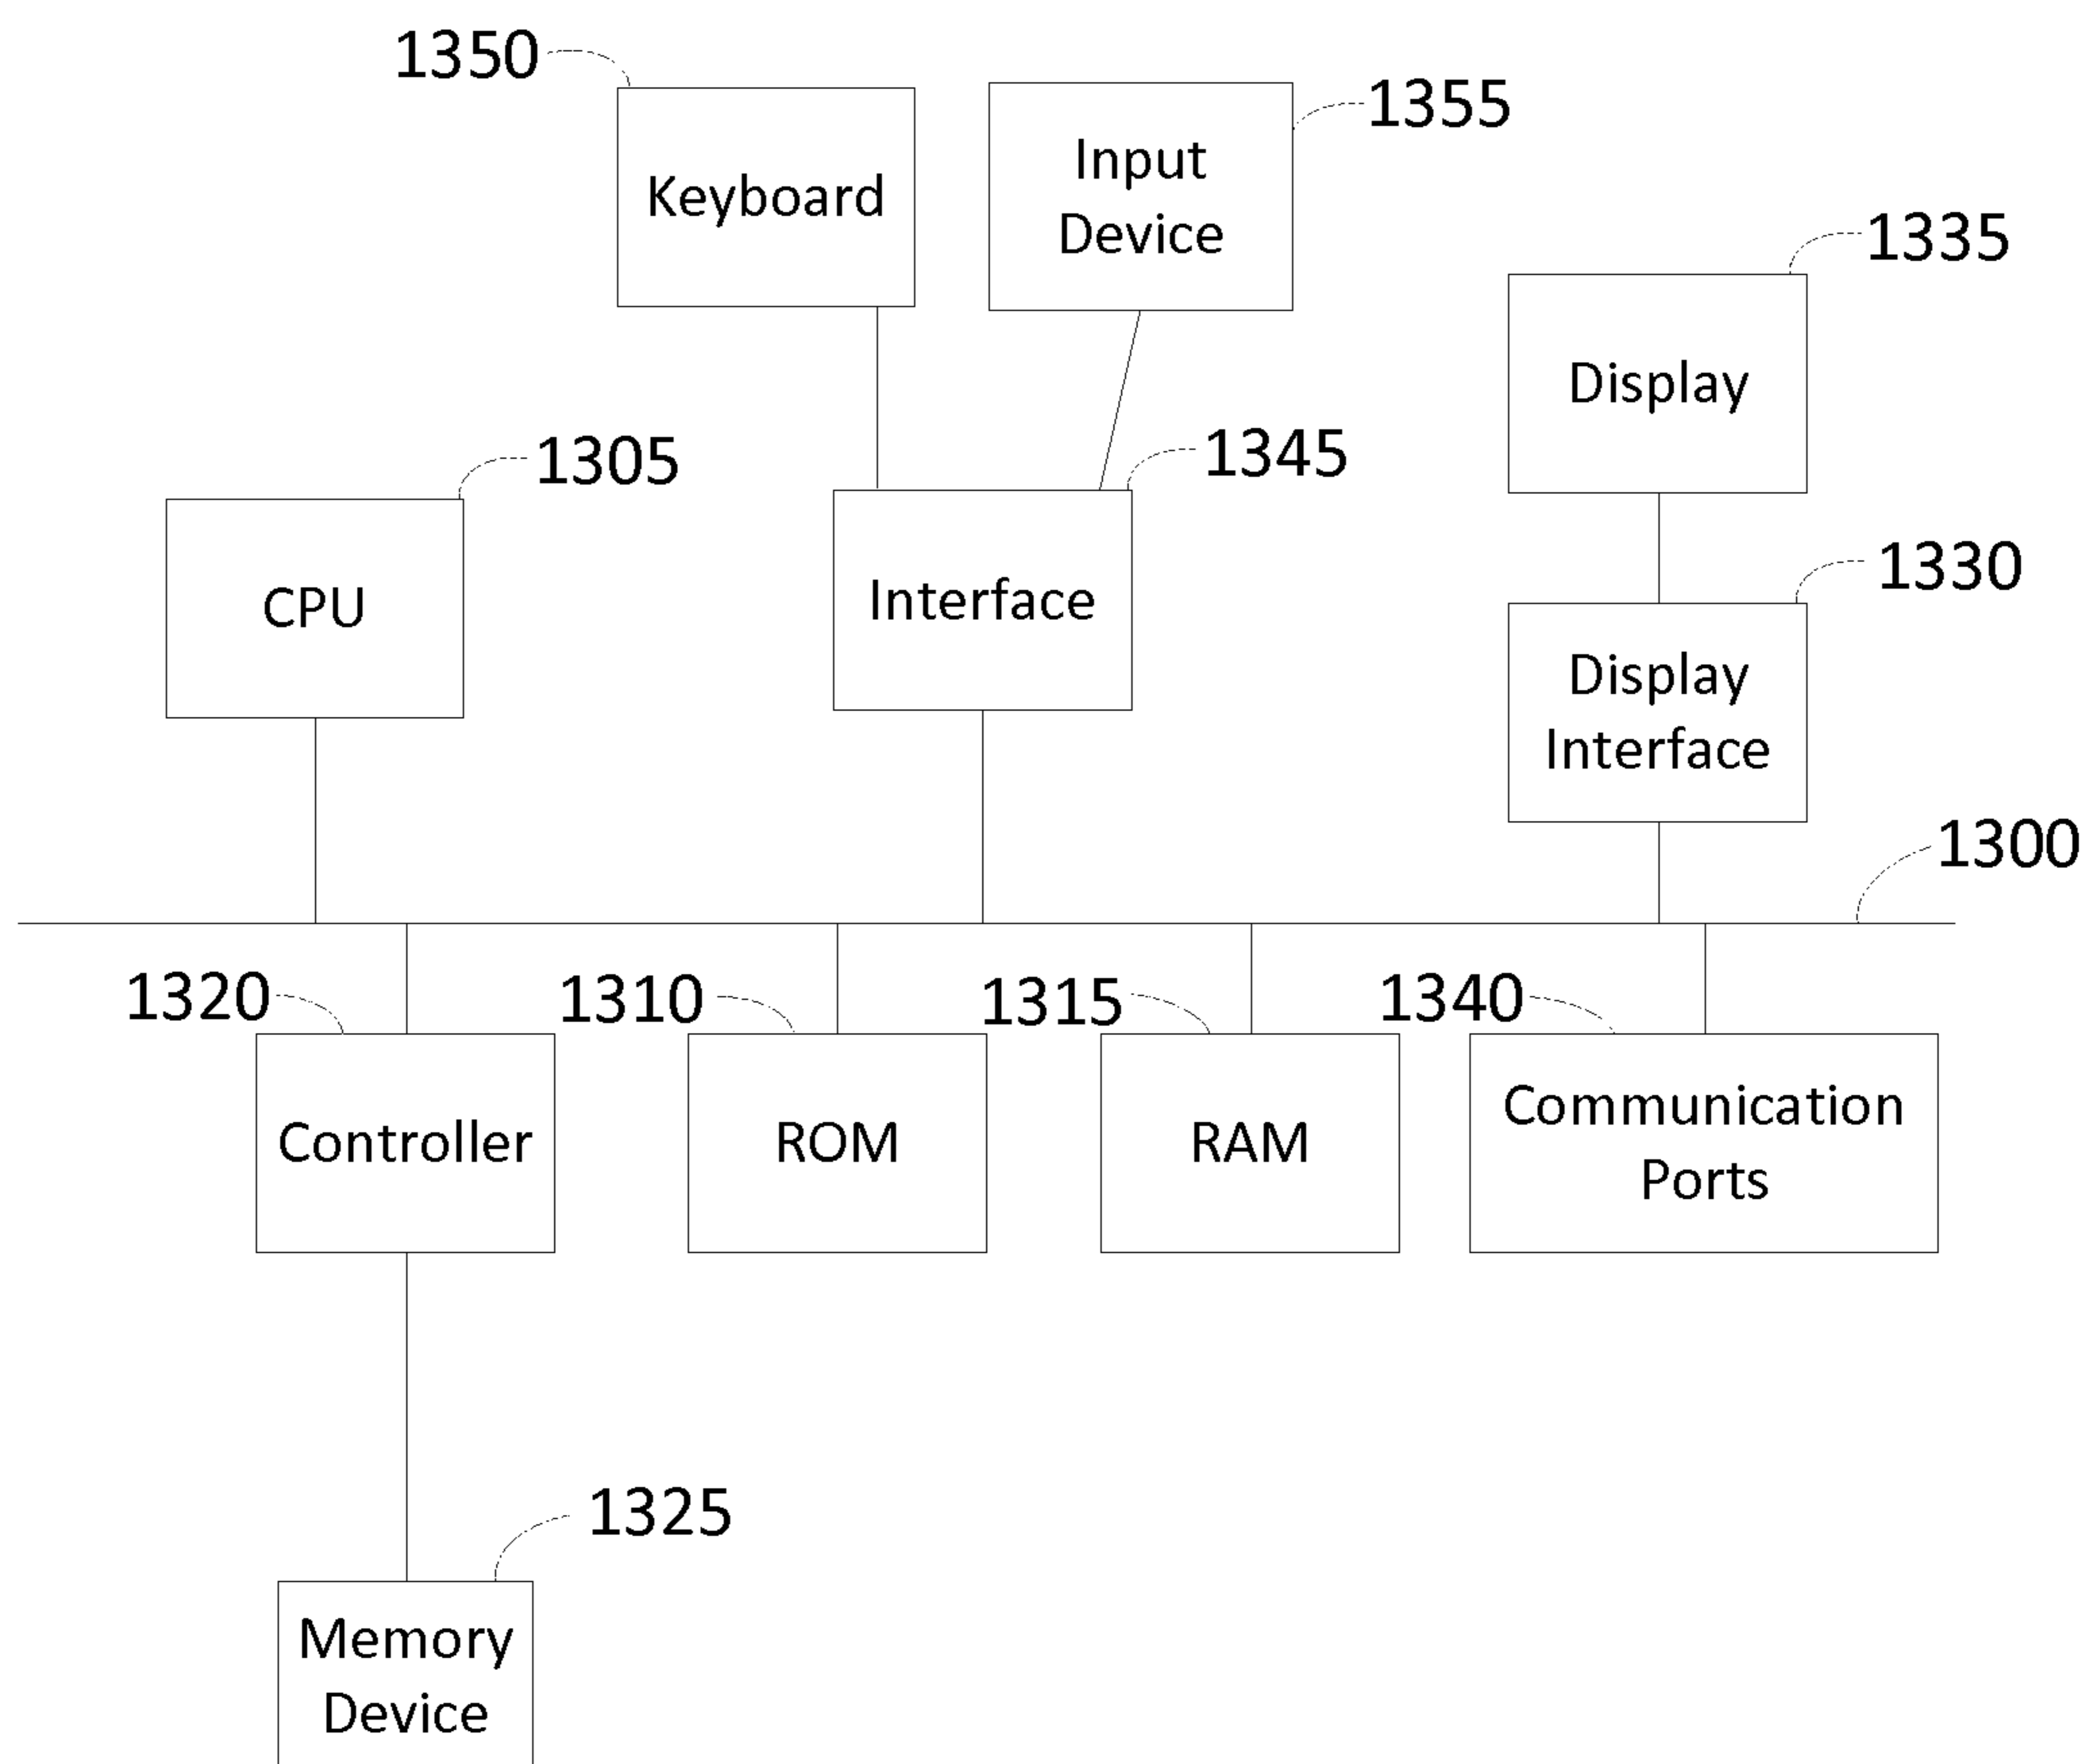 1350
1355
Input
Keyboard
Device
1335
Display
1305
1345
1330
CPU
Interface
Display
Interface
1300
1320
1310
1315
1340
Controller
ROM
RAM
Communication
Ports
1325
Memory
Device